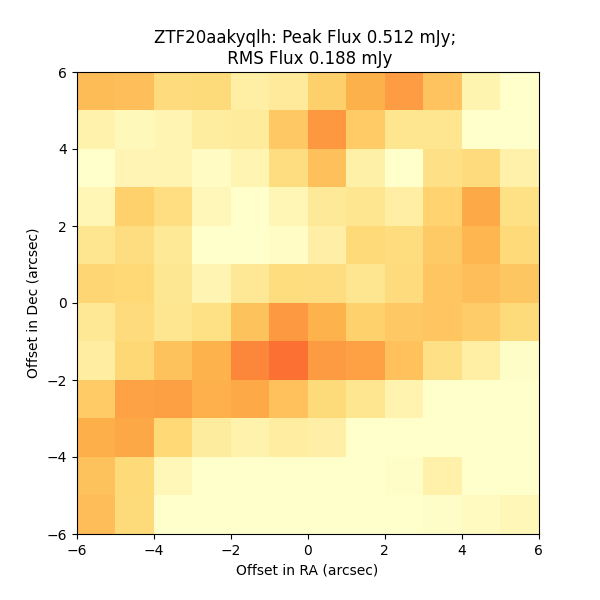 ZTF20aakyqlh: Peak Flux 0.512 mJy;
RMS Flux 0.188 mJy
6
4
2
0
−2
−4
−6
Offset in Dec (arcsec)
−6 −4 −2 0 2 4 6
Offset in RA (arcsec)